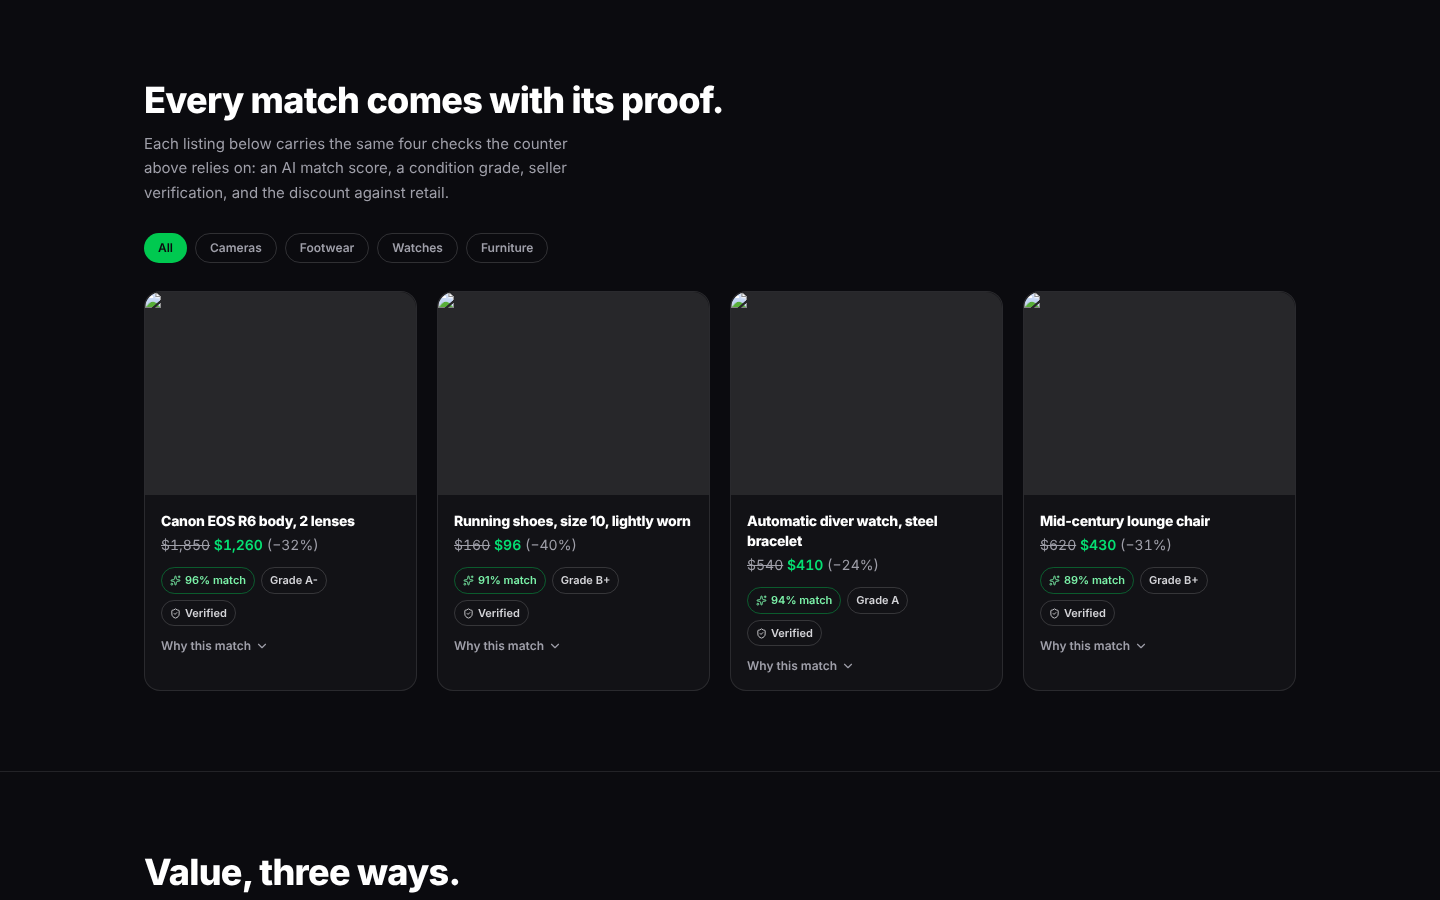 Every match comes with its proof.
Each listing below carries the same four checks the counter
above relies on: an AI match score, a condition grade, seller
verification, and the discount against retail.
All
Cameras
Footwear
Watches
Furniture
Canon EOS R6 body, 2 lenses
$1,850 $1,260 (−32%)
96% match
Grade A-
Verified
Why this match
Running shoes, size 10, lightly worn
$160 $96 (−40%)
91% match
Grade B+
Verified
Why this match
Automatic diver watch, steel
bracelet
$540 $410 (−24%)
94% match
Grade A
Verified
Why this match
Mid-century lounge chair
$620 $430 (−31%)
89% match
Grade B+
Verified
Why this match
Value, three ways.